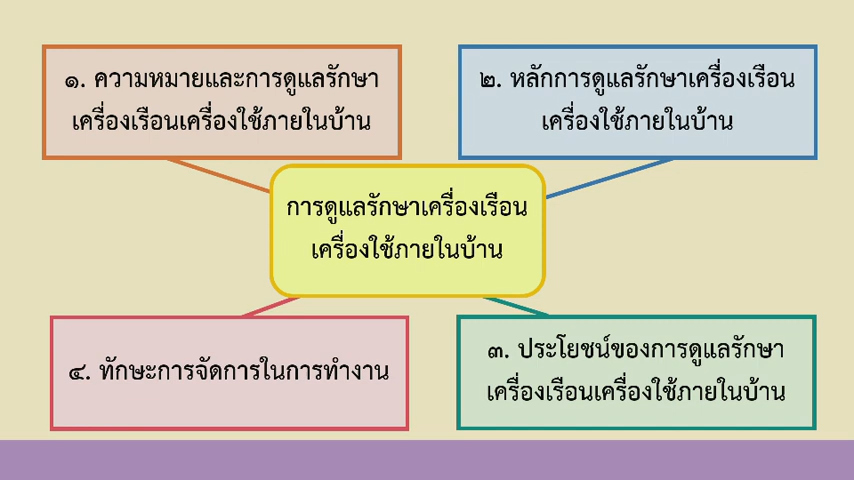 ๑. ความหมายและการดูแลรักษา
เครื่องเรือนเครื่องใช้ภายในบ้าน
๒. หลักการดูแลรักษาเครื่องเรือน
เครื่องใช้ภายในบ้าน
การดูแลรักษาเครื่องเรือน
เครื่องใช้ภายในบ้าน
๓. ประโยชน์ของการดูแลรักษา
เครื่องเรือนเครื่องใช้ภายในบ้าน
๔. ทักษะการจัดการในการทำงาน